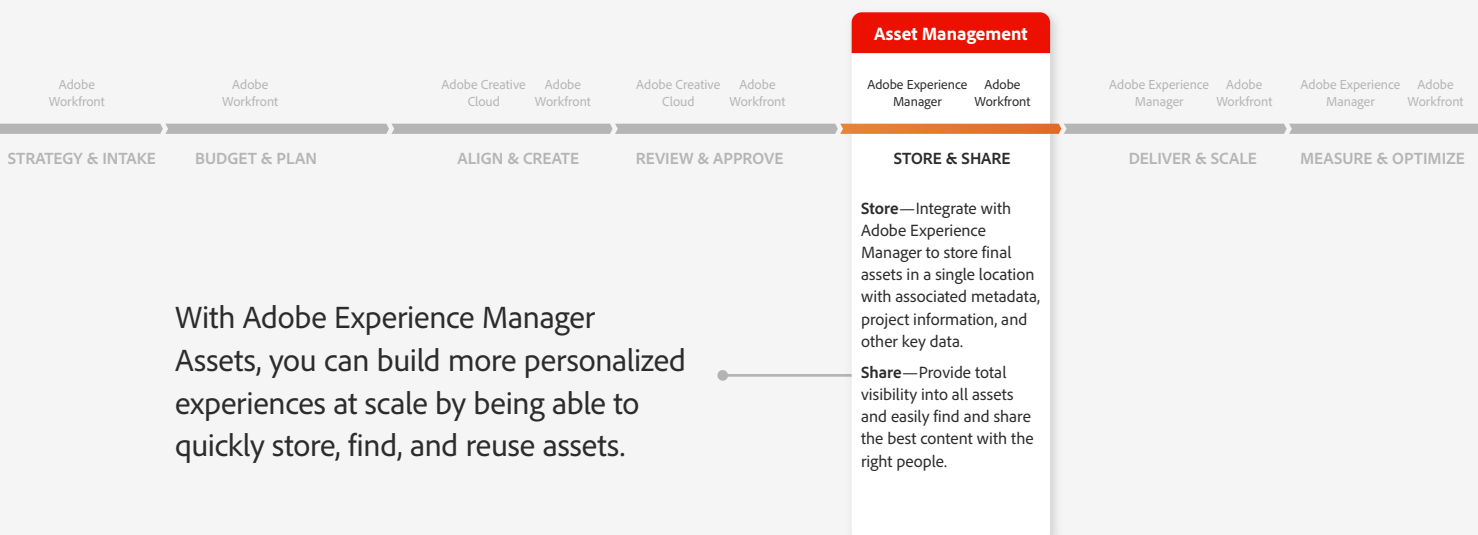 Asset Management
Adobe
Workfront
Adobe
Workfront
Adobe Creative
Cloud
Adobe
Workfront
Adobe Creative
Cloud
Adobe
Workfront
Adobe Experience
Manager
Adobe
Workfront
Adobe Experience
Manager
Adobe
Workfront
Adobe Experience
Manager
Adobe
Workfront
STRATEGY & INTAKE
BUDGET & PLAN
ALIGN & CREATE
REVIEW & APPROVE
STORE & SHARE
DELIVER & SCALE
MEASURE & OPTIMIZE
With Adobe Experience Manager
Assets, you can build more personalized
experiences at scale by being able to
quickly store, find, and reuse assets.
Store—Integrate with
Adobe Experience
Manager to store final
assets in a single location
with associated metadata,
project information, and
other key data.
Share—Provide total
visibility into all assets
and easily find and share
the best content with the
right people.